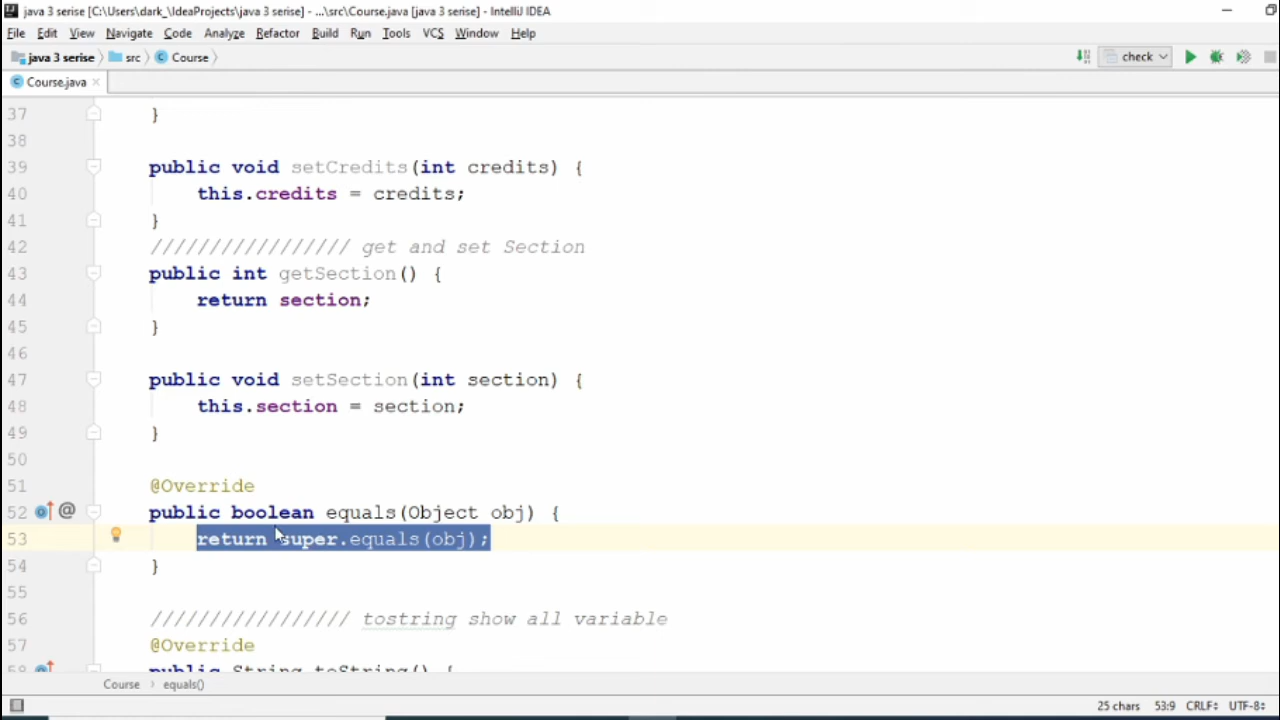 java 3 serise [C:\Users\dark_\IdeaProjects\java 3 serise] - ...\src\Course.java [java 3 serise] - IntelliJ IDEA
File Edit View Navigate Code Analyze Refactor Build Run Tools VCS Window Help
java 3 serise src Course check
Course.java
37 }
38
39 public void setCredits(int credits) {
40 this.credits = credits;
41 }
42 ///////////////// get and set Section
43 public int getSection() {
44 return section;
45 }
46
47 public void setSection(int section) {
48 this.section = section;
49 }
50
51 @Override
52 @ public boolean equals(Object obj) {
53 return super.equals(obj);
54 }
55
56 ///////////////// tostring show all variable
57 @Override
58 public String toString() {
Course equals()
25 chars 53:9 CRLF UTF-8